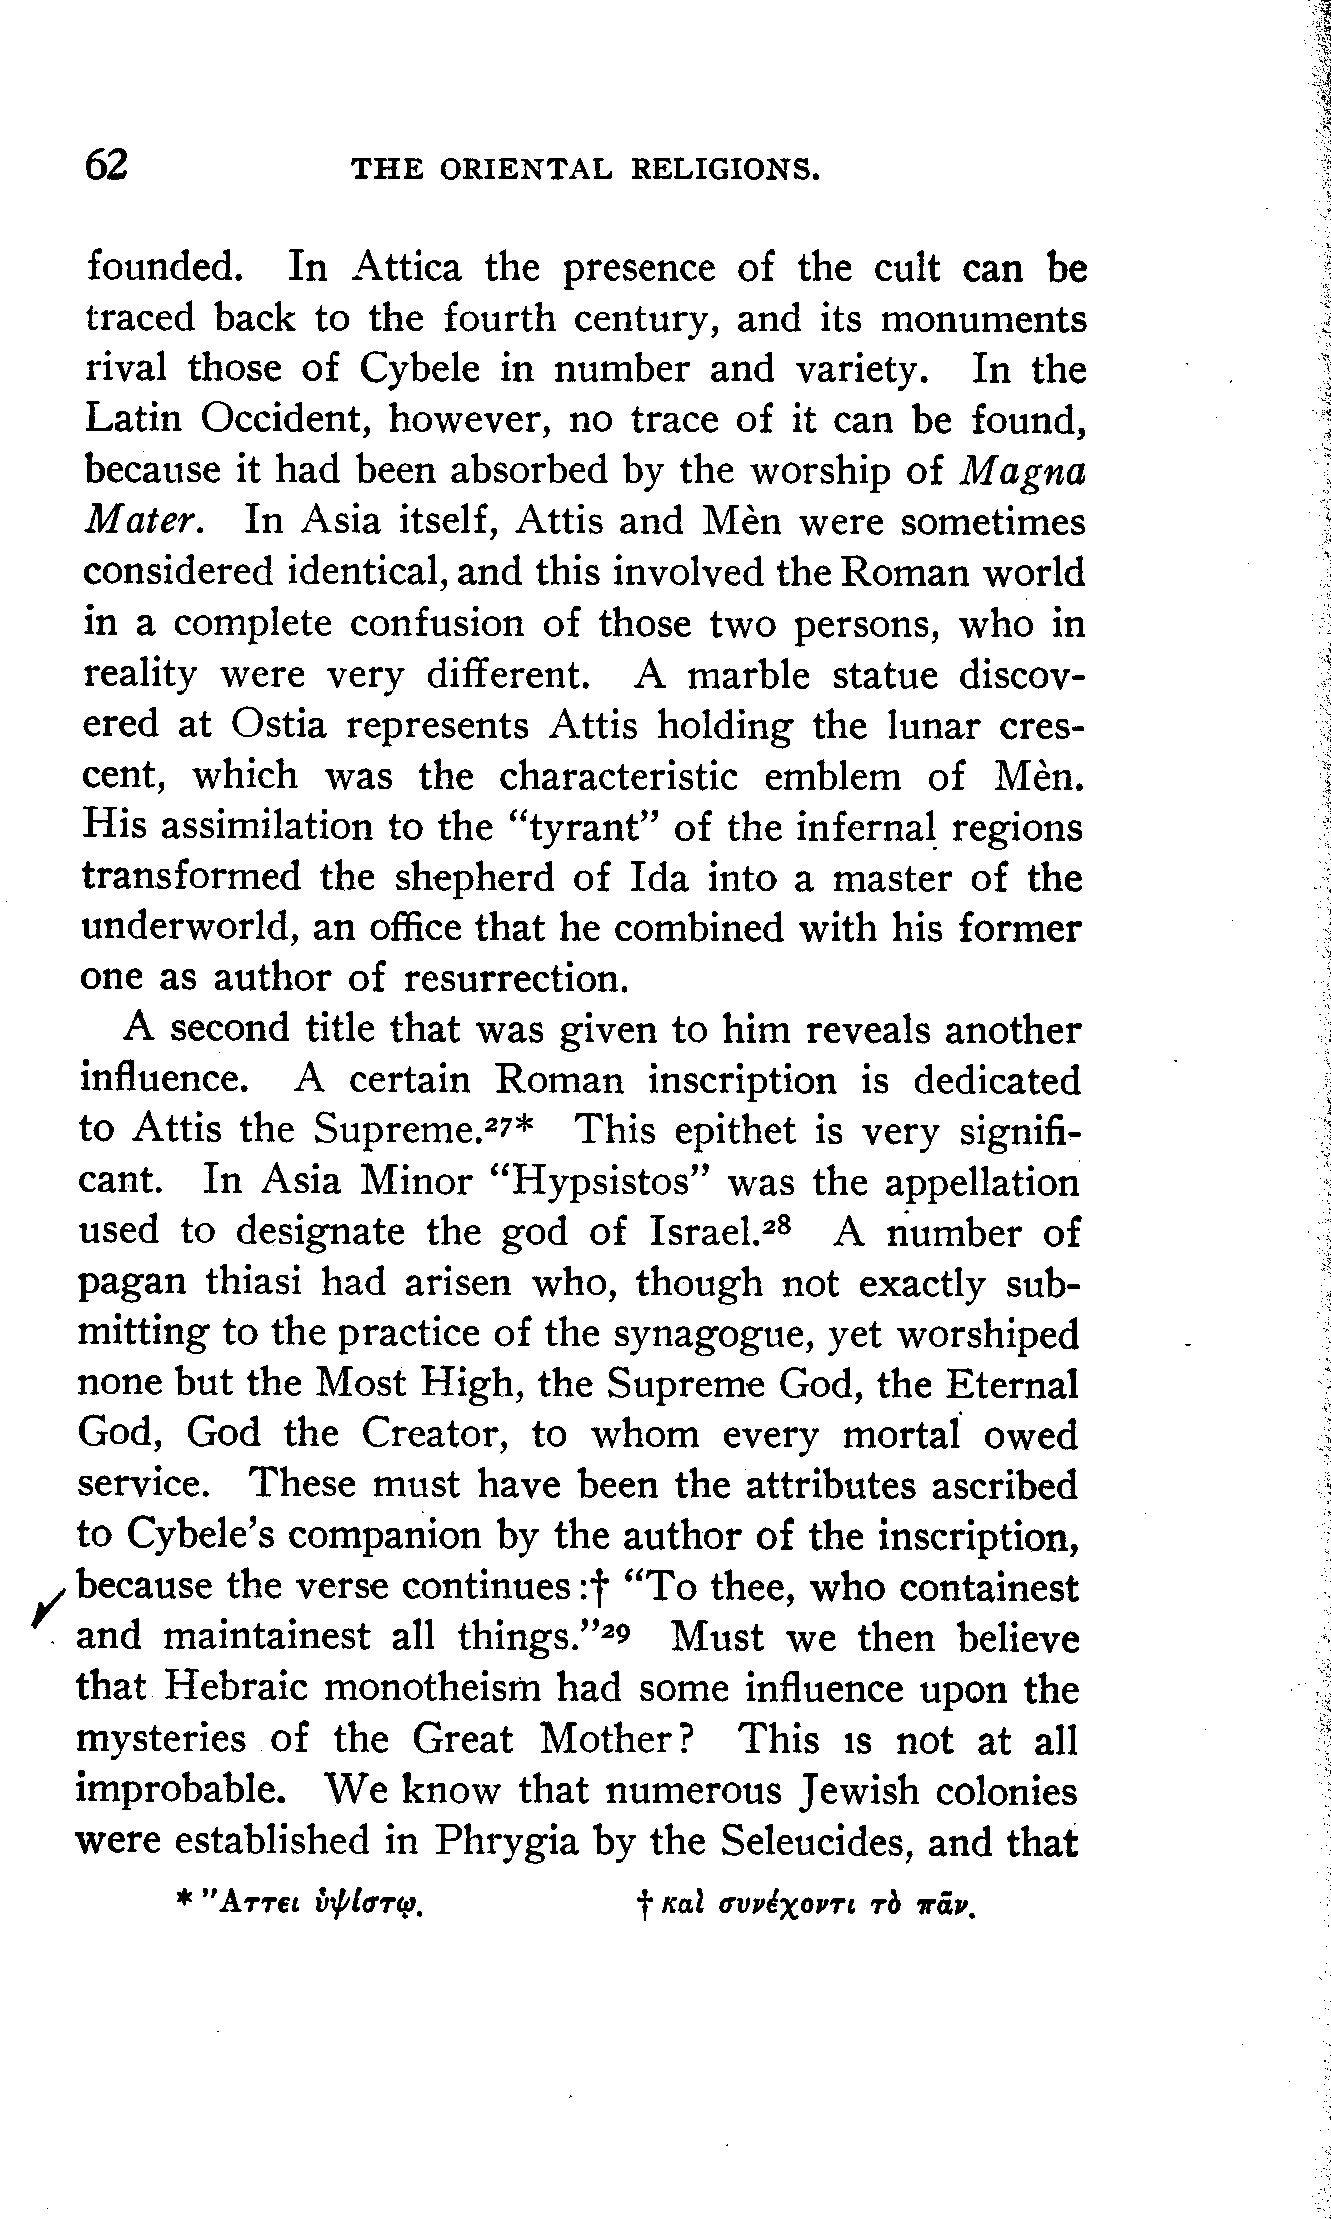 62 THE ORIENTAL RELIGIONS.
founded. In Attica the presence of the cult can be
traced back to the fourth century, and its monuments
rival those of Cybele in number and variety. In the
Latin Occident, however, no trace of it can be found,
because it had been absorbed by the worship of Magna
Mater. In Asia itself, Attis and Mèn were sometimes
considered identical, and this involved the Roman world
in a complete confusion of those two persons, who in
reality were very different. A marble statue discov-
ered at Ostia represents Attis holding the lunar cres-
cent, which was the characteristic emblem of Mèn.
His assimilation to the “tyrant” of the infernal regions
transformed the shepherd of Ida into a master of the
underworld, an office that he combined with his former
one as author of resurrection.
A second title that was given to him reveals another
influence. A certain Roman inscription is dedicated
to Attis the Supreme.²⁷* This epithet is very signifi-
cant. In Asia Minor “Hypsistos” was the appellation
used to designate the god of Israel.²⁸ A number of
pagan thiasi had arisen who, though not exactly sub-
mitting to the practice of the synagogue, yet worshiped
none but the Most High, the Supreme God, the Eternal
God, God the Creator, to whom every mortal owed
service. These must have been the attributes ascribed
to Cybele’s companion by the author of the inscription,
because the verse continues:† “To thee, who containest
and maintainest all things.”²⁹ Must we then believe
that Hebraic monotheism had some influence upon the
mysteries of the Great Mother? This is not at all
improbable. We know that numerous Jewish colonies
were established in Phrygia by the Seleucides, and that
* Ἄττει ὑψίστῳ. † καὶ συνέχοντι τὸ πᾶν.